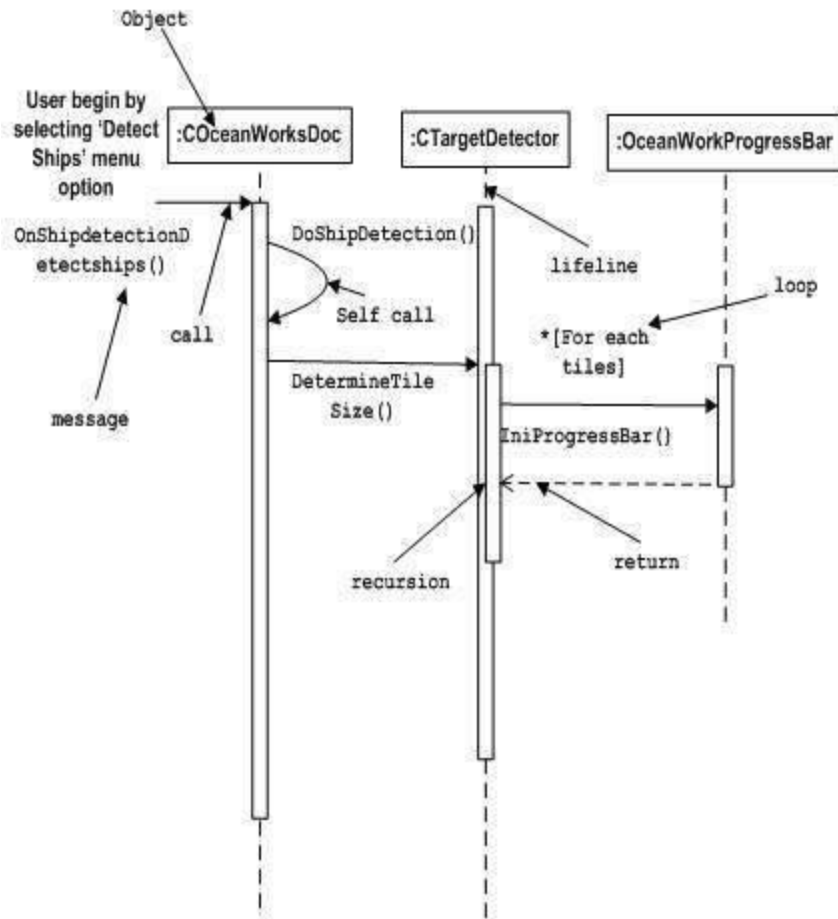 Object
User begin by
selecting 'Detect
Ships' menu
option
:COceanWorksDoc
:CTargetDetector
:OceanWorkProgressBar
OnShipdetectionD
etectships()
DoShipDetection()
lifeline
loop
call
Self call
*[For each
tiles]
message
DetermineTile
Size()
IniProgressBar()
recursion
return